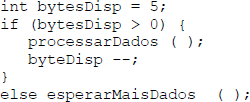 int bytesDisp = 5;
if (bytesDisp > 0) {
processarDados ( );
byteDisp --;
}
else esperarMaisDados ( );